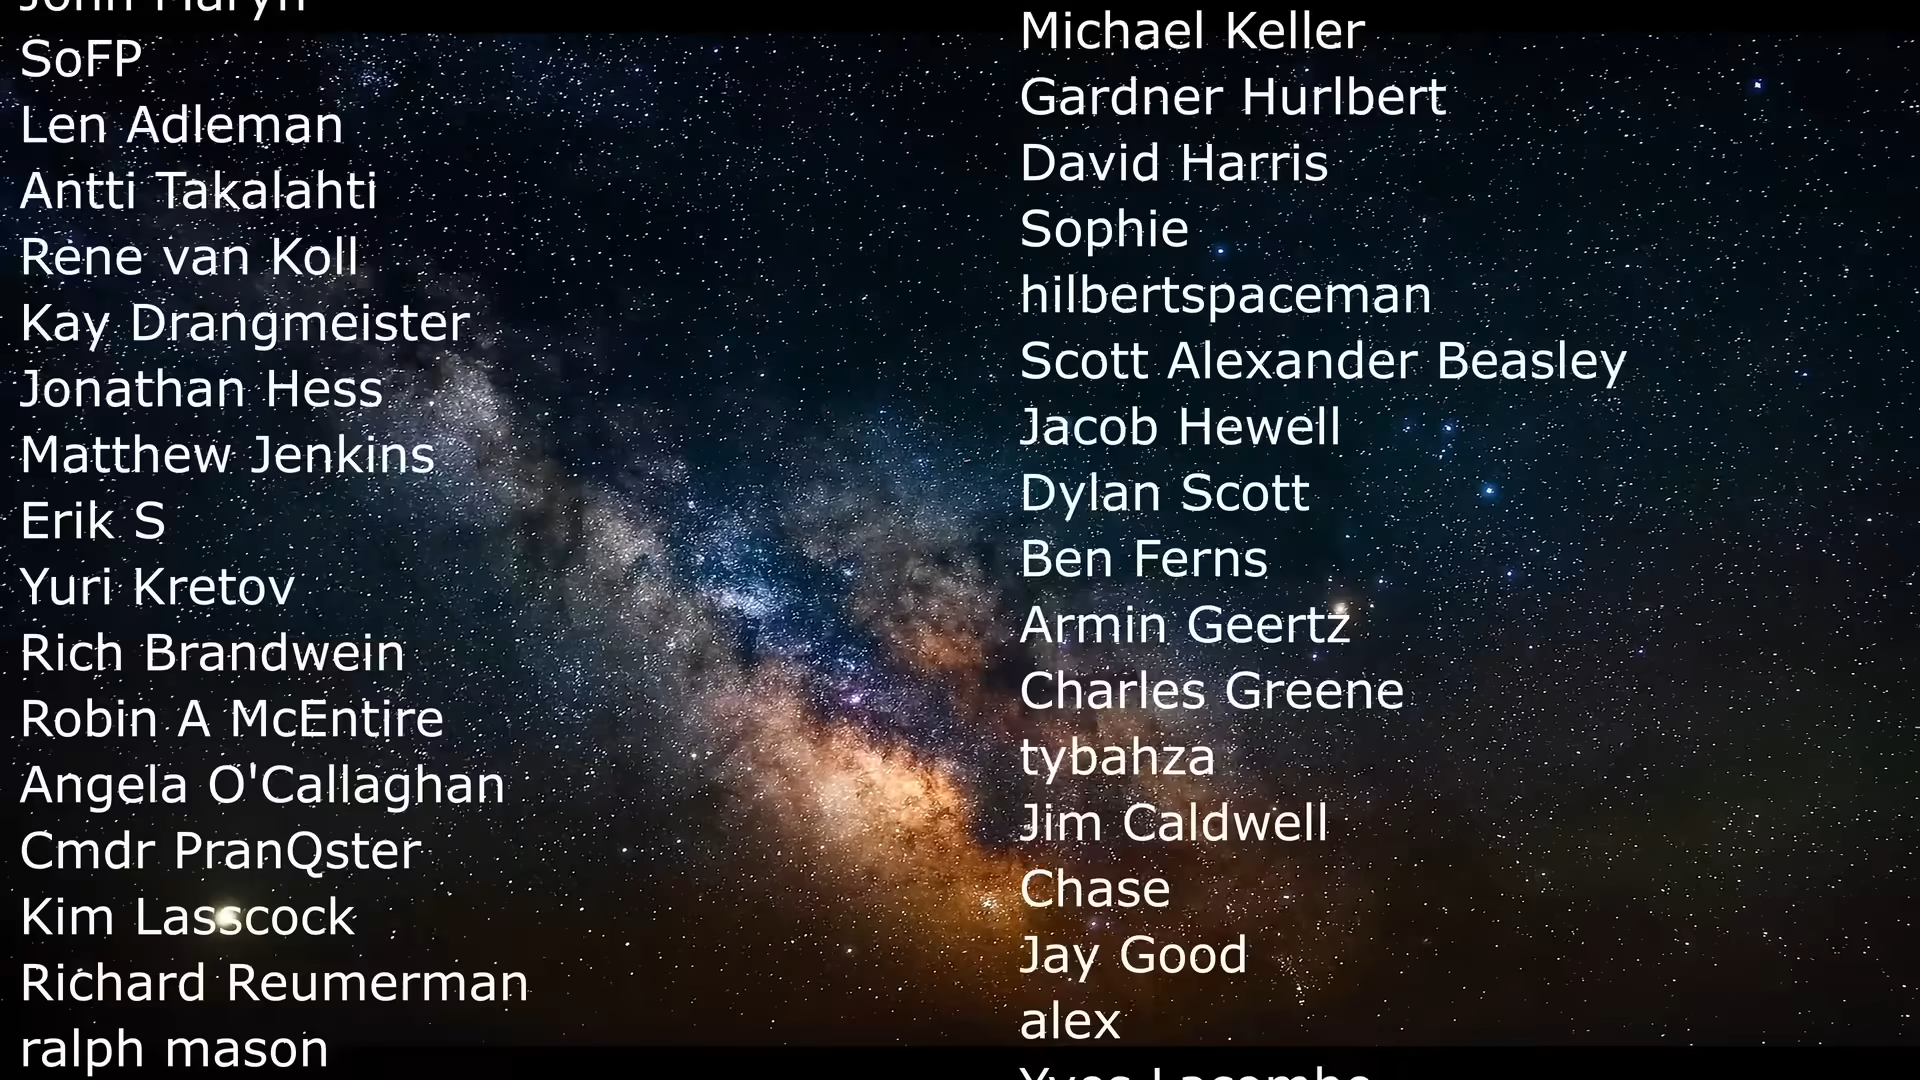 John Maryn
SoFP
Len Adleman
Antti Takalahti
Rene van Koll
Kay Drangmeister
Jonathan Hess
Matthew Jenkins
Erik S
Yuri Kretov
Rich Brandwein
Robin A McEntire
Angela O'Callaghan
Cmdr PranQster
Kim Lasscock
Richard Reumerman
ralph mason
Michael Keller
Gardner Hurlbert
David Harris
Sophie
hilbertspaceman
Scott Alexander Beasley
Jacob Hewell
Dylan Scott
Ben Ferns
Armin Geertz
Charles Greene
tybahza
Jim Caldwell
Chase
Jay Good
alex